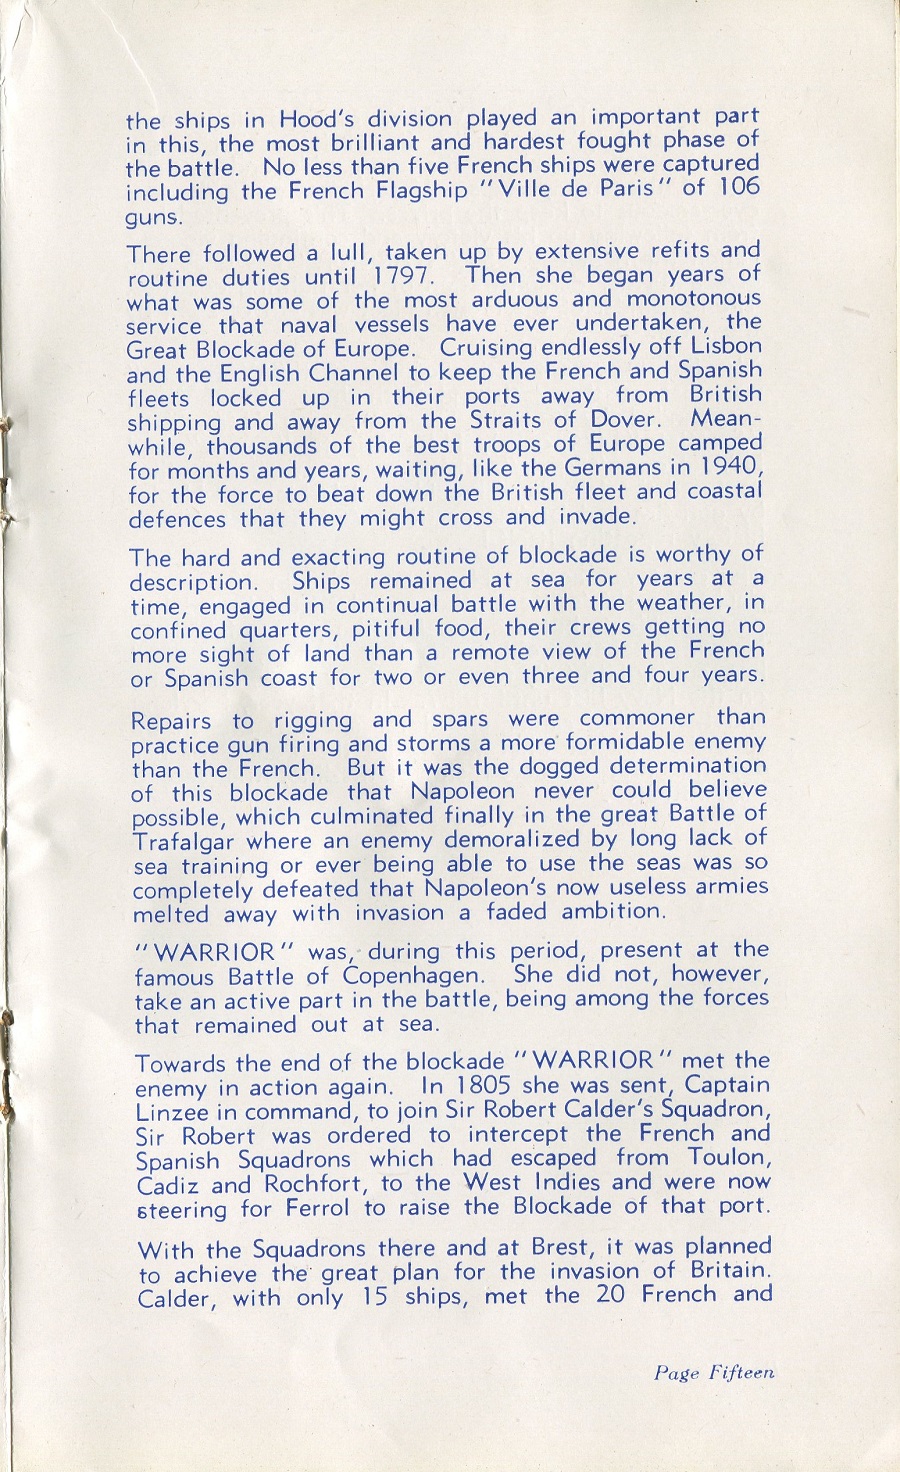 the ships in Hood's division played an important part
in this, the most brilliant and hardest fought phase of
the battle. No less than five French ships were captured
including the French Flagship "Ville de Paris" of 106
guns.
There followed a lull, taken up by extensive refits and
routine duties until 1797. Then she began years of
what was some of the most arduous and monotonous
service that naval vessels have ever undertaken, the
Great Blockade of Europe. Cruising endlessly off Lisbon
and the English Channel to keep the French and Spanish
fleets locked up in their ports away from British
shipping and away from the Straits of Dover. Mean-
while, thousands of the best troops of Europe camped
for months and years, waiting, like the Germans in 1940,
for the force to beat down the British fleet and coastal
defences that they might cross and invade.
The hard and exacting routine of blockade is worthy of
description. Ships remained at sea for years at a
time, engaged in continual battle with the weather, in
confined quarters, pitiful food, their crews getting no
more sight of land than a remote view of the French
or Spanish coast for two or even three and four years.
Repairs to rigging and spars were commoner than
practice gun firing and storms a more formidable enemy
than the French. But it was the dogged determination
of this blockade that Napoleon never could believe
possible, which culminated finally in the great Battle of
Trafalgar where an enemy demoralized by long lack of
sea training or ever being able to use the seas was so
completely defeated that Napoleon's now useless armies
melted away with invasion a faded ambition.
"WARRIOR" was, during this period, present at the
famous Battle of Copenhagen. She did not, however,
take an active part in the battle, being among the forces
that remained out at sea.
Towards the end of the blockade "WARRIOR" met the
enemy in action again. In 1805 she was sent, Captain
Linzee in command, to join Sir Robert Calder's Squadron,
Sir Robert was ordered to intercept the French and
Spanish Squadrons which had escaped from Toulon,
Cadiz and Rochfort, to the West Indies and were now
steering for Ferrol to raise the Blockade of that port.
With the Squadrons there and at Brest, it was planned
to achieve the great plan for the invasion of Britain.
Calder, with only 15 ships, met the 20 French and
Page Fifteen